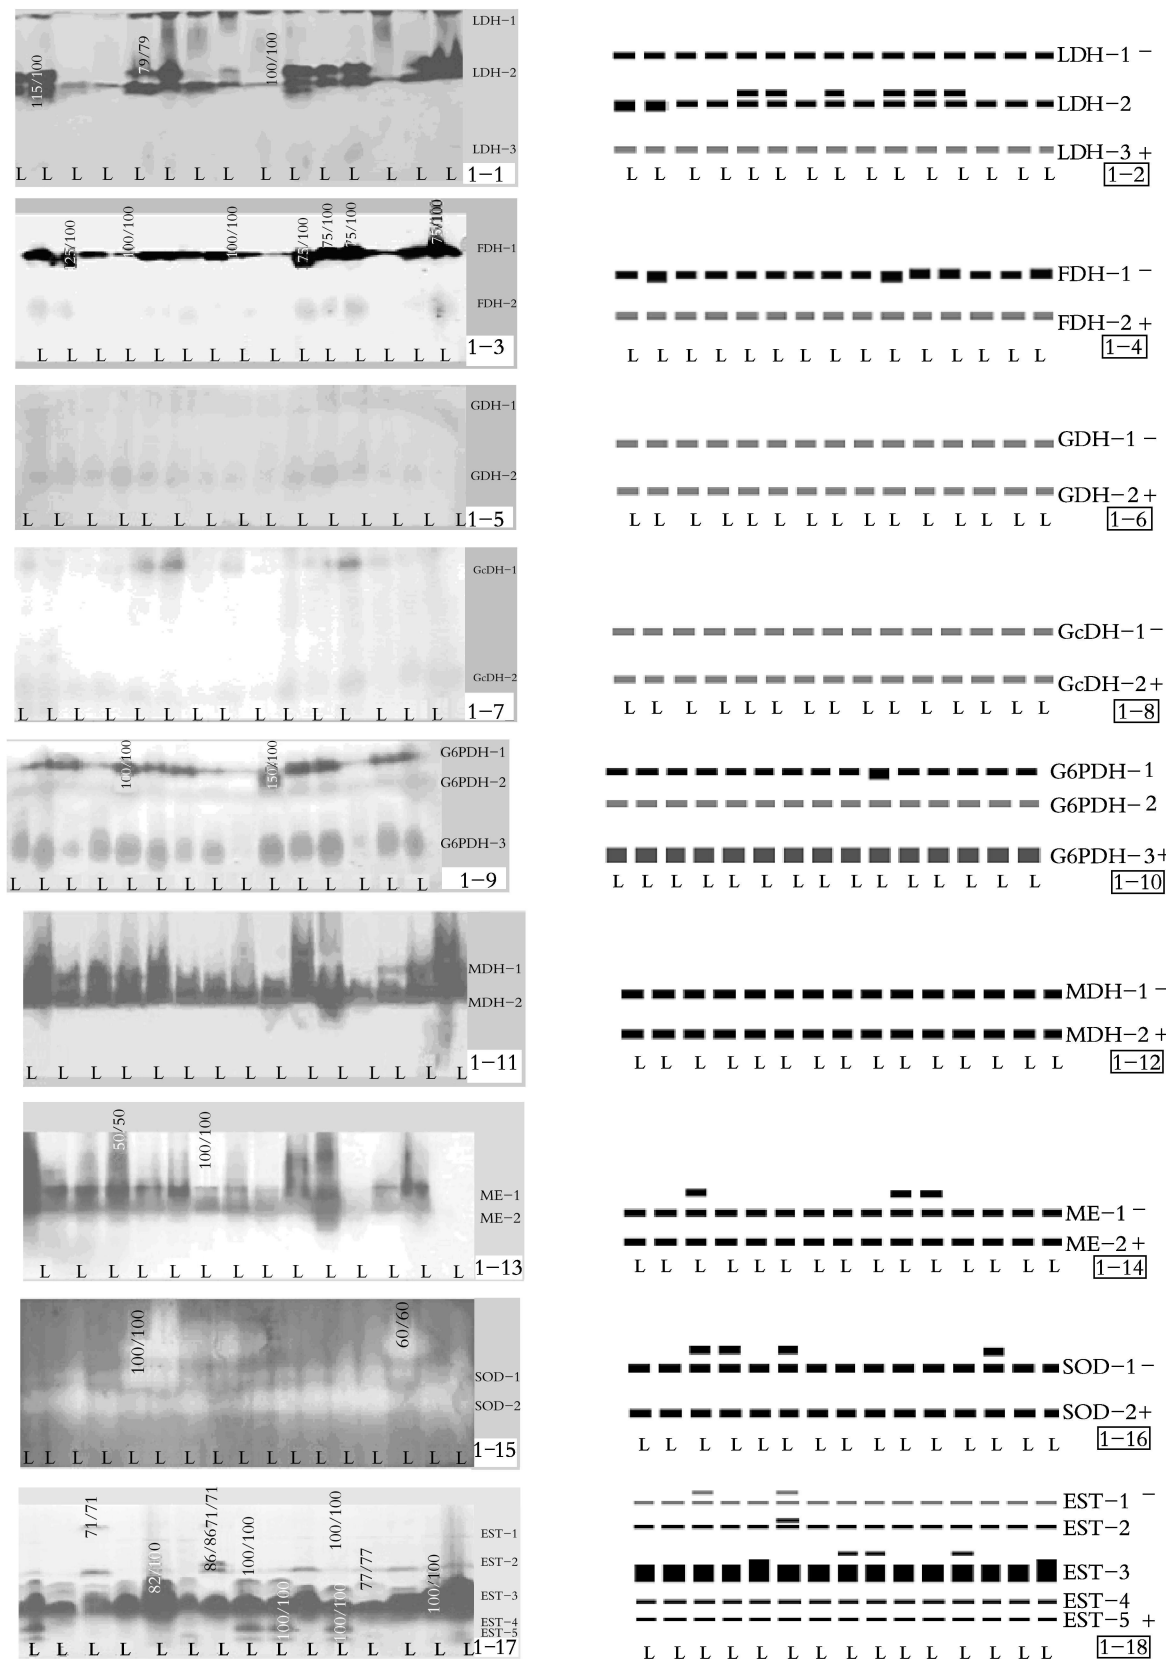 LDH-1
79/79
100/100
115/100
LDH-2
LDH-3
L L L L L L L L L L L L L L L 1-1
LDH-1 -
LDH-2
LDH-3 +
L L L L L L L L L L L L L L L
1-2
125/100 100/100 100/100 175/100 75/100 75/100 75/100
FDH-1
FDH-2
L L L L L L L L L L L L L L L 1-3
FDH-1 -
FDH-2 +
L L L L L L L L L L L L L L L
1-4
GDH-1
GDH-2
L L L L L L L L L L L L L L L 1-5
GDH-1 -
GDH-2 +
L L L L L L L L L L L L L L L
1-6
GcDH-1
GcDH-2
L L L L L L L L L L L L L L L 1-7
GcDH-1 -
GcDH-2 +
L L L L L L L L L L L L L L L
1-8
100/100 150/100
G6PDH-1
G6PDH-2
G6PDH-3
L L L L L L L L L L L L L L L 1-9
G6PDH-1
G6PDH-2
G6PDH-3+
L L L L L L L L L L L L L L L
1-10
MDH-1
MDH-2
L L L L L L L L L L L L L L L 1-11
MDH-1 -
MDH-2 +
L L L L L L L L L L L L L L L
1-12
50/50 100/100
ME-1
ME-2
L L L L L L L L L L L L L L L 1-13
ME-1 -
ME-2 +
L L L L L L L L L L L L L L L
1-14
100/100 60/60
SOD-1
SOD-2
L L L L L L L L L L L L L L L L 1-15
SOD-1 -
SOD-2+
L L L L L L L L L L L L L L L
1-16
71/71 82/100 86/86 71/71 100/100 100/100 100/100 100/100 77/77 100/100
EST-1
EST-2
EST-3
EST-4
EST-5
L L L L L L L L L L L L L L L 1-17
EST-1 -
EST-2
EST-3
EST-4
EST-5 +
L L L L L L L L L L L L L L L
1-18